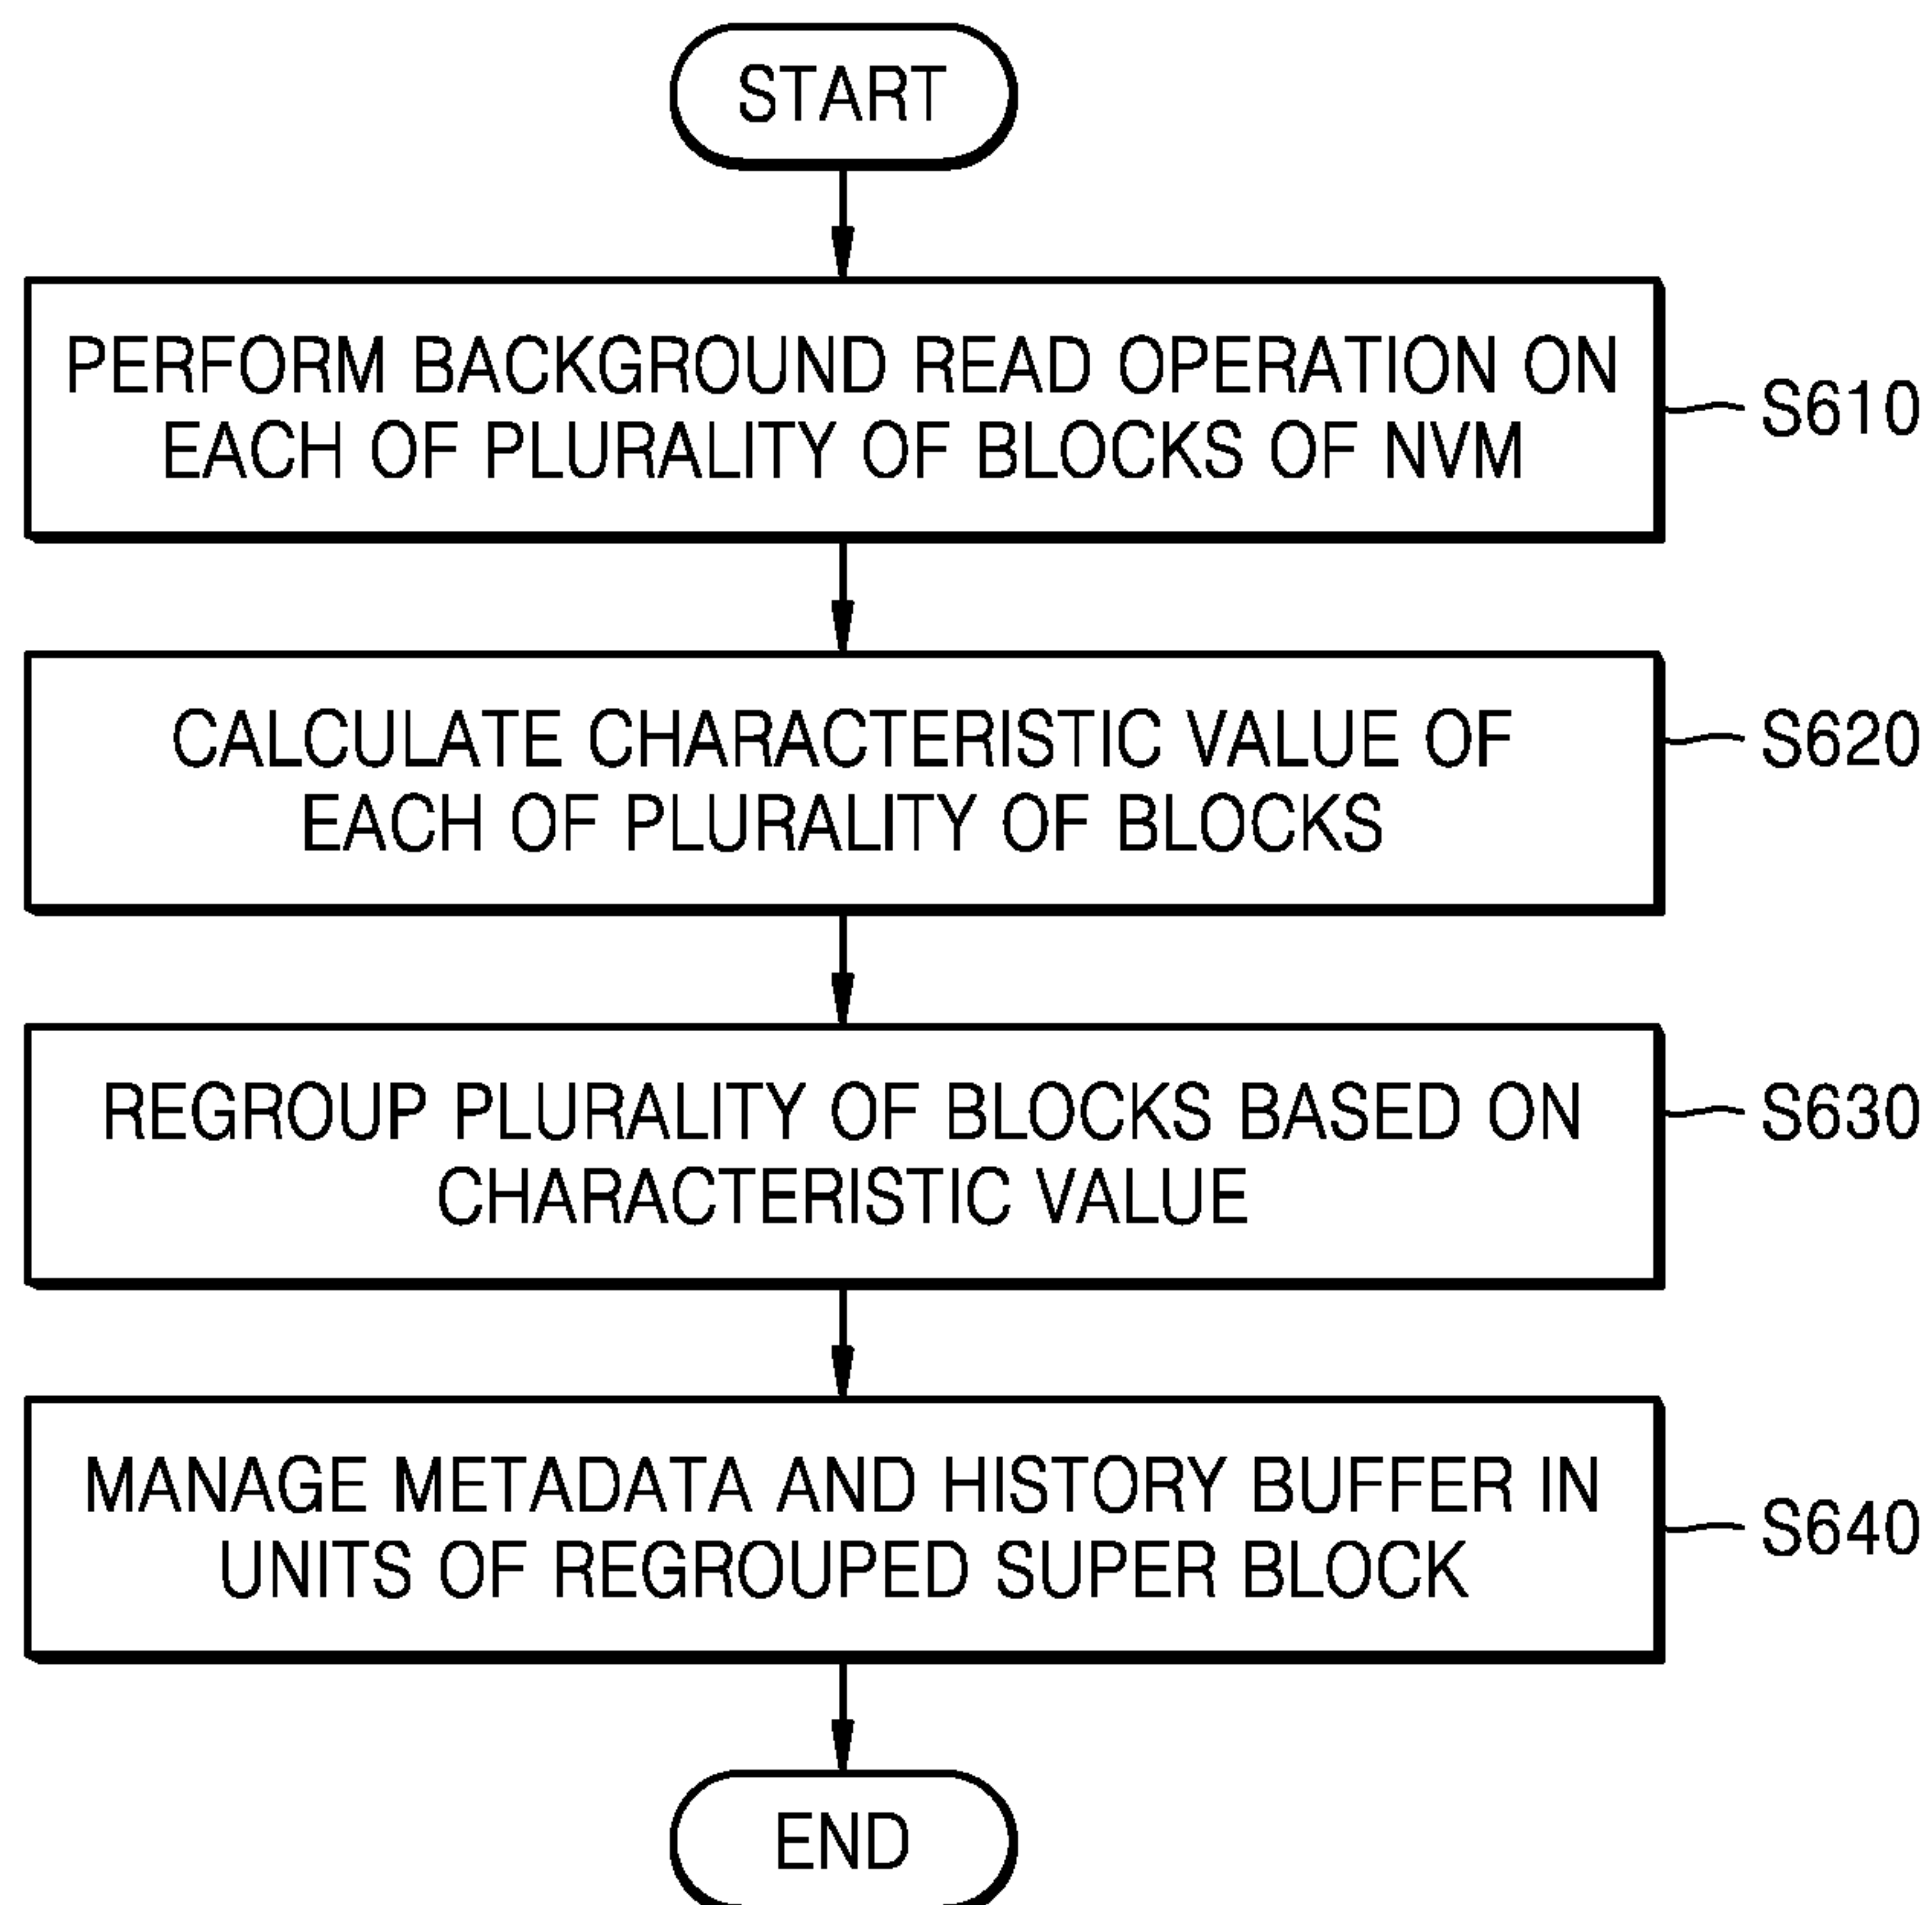 START
PERFORM BACKGROUND READ OPERATION ON
EACH OF PLURALITY OF BLOCKS OF NVM
S610
CALCULATE CHARACTERISTIC VALUE OF
EACH OF PLURALITY OF BLOCKS
S620
REGROUP PLURALITY OF BLOCKS BASED ON
CHARACTERISTIC VALUE
S630
MANAGE METADATA AND HISTORY BUFFER IN
UNITS OF REGROUPED SUPER BLOCK
S640
END